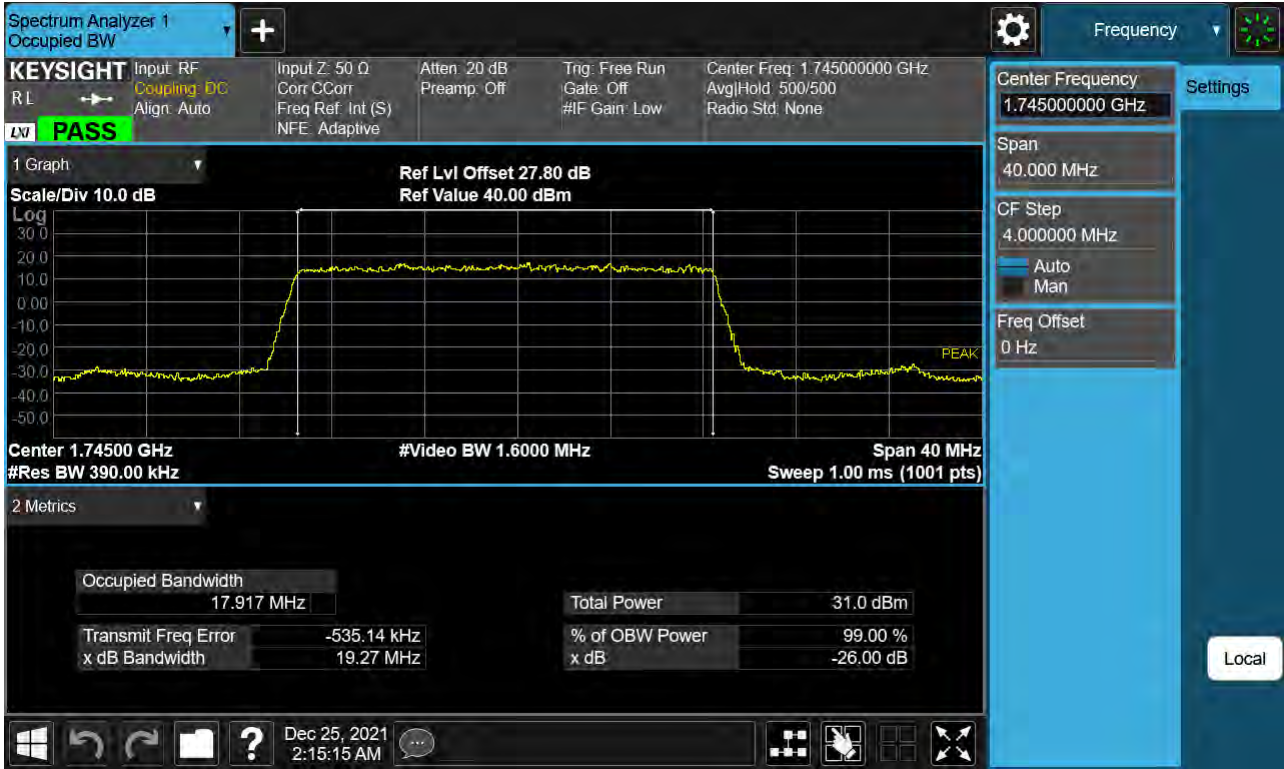 Spectrum Analyzer 1
Occupied BW
Frequency
KEYSIGHT
R L
LXI
PASS
Input: RF
Coupling: DC
Align: Auto
Input Z: 50 Ω
Corr CCorr
Freq Ref: Int (S)
NFE: Adaptive
Atten: 20 dB
Preamp: Off
Trig: Free Run
Gate: Off
#IF Gain: Low
Center Freq: 1.745000000 GHz
Avg|Hold: 500/500
Radio Std: None
Center Frequency
1.745000000 GHz
Settings
Span
40.000 MHz
CF Step
4.000000 MHz
Auto
Man
Freq Offset
0 Hz
Local
1 Graph
Scale/Div 10.0 dB
Ref Lvl Offset 27.80 dB
Ref Value 40.00 dBm
Log
30.0
20.0
10.0
0.00
-10.0
-20.0
-30.0
-40.0
-50.0
PEAK
Center 1.74500 GHz
#Video BW 1.6000 MHz
Span 40 MHz
#Res BW 390.00 kHz
Sweep 1.00 ms (1001 pts)
2 Metrics
Occupied Bandwidth
17.917 MHz
Total Power 31.0 dBm
Transmit Freq Error -535.14 kHz
% of OBW Power 99.00 %
x dB Bandwidth 19.27 MHz
x dB -26.00 dB
?
Dec 25, 2021
2:15:15 AM